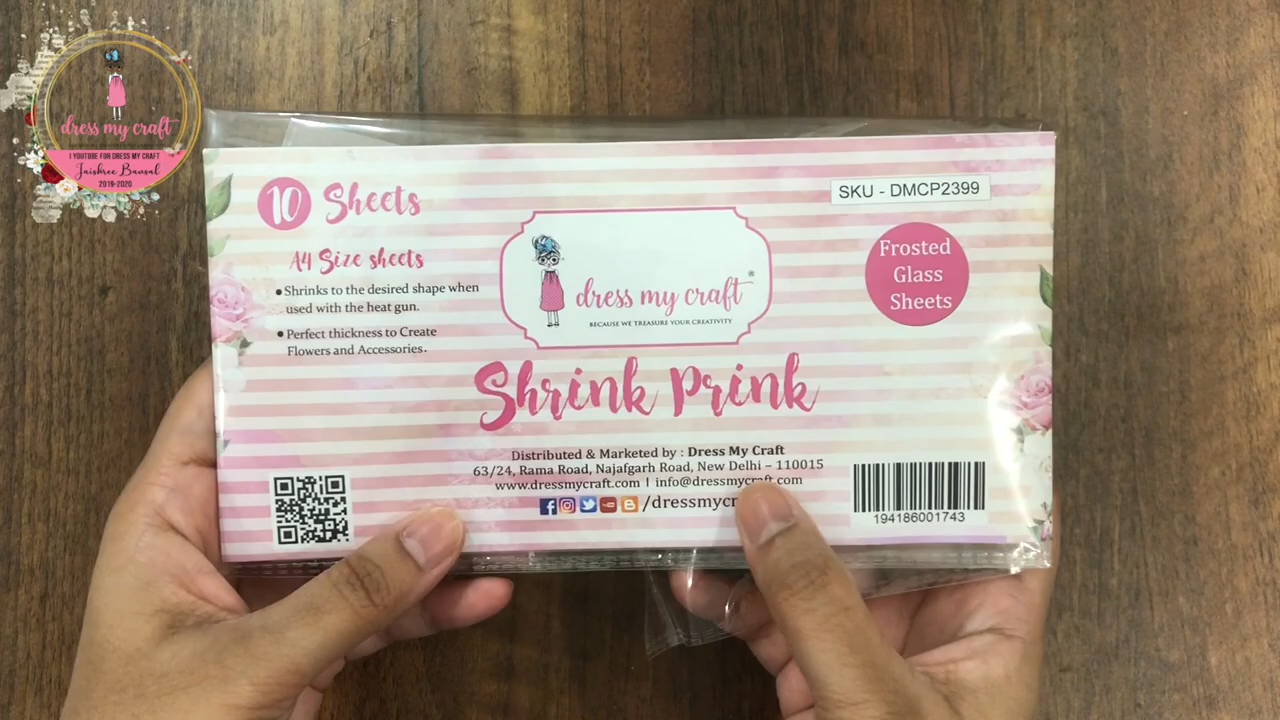 dress my craft
I YOUTUBE FOR DRESS MY CRAFT
Jaishree Bansal
2019-2020
10 Sheets
A4 Size sheets
Shrinks to the desired shape when
used with the heat gun.
Perfect thickness to Create
Flowers and Accessories.
dress my craft ®
BECAUSE WE TREASURE YOUR CREATIVITY
SKU - DMCP2399
Frosted
Glass
Sheets
Shrink Prink
Distributed & Marketed by : Dress My Craft
63/24, Rama Road, Najafgarh Road, New Delhi – 110015
www.dressmycraft.com | info@dressmycraft.com
/dressmycr
194186001743